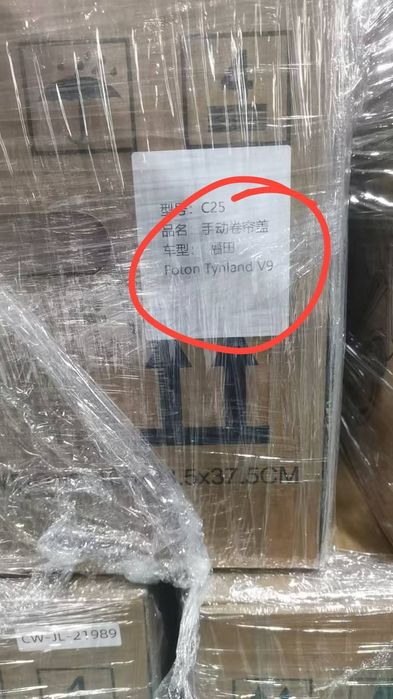 型号：C25
品名：手动卷帘盖
车型：福田
Foton Tynland V9
.5x37.5CM
CW-JL-21989